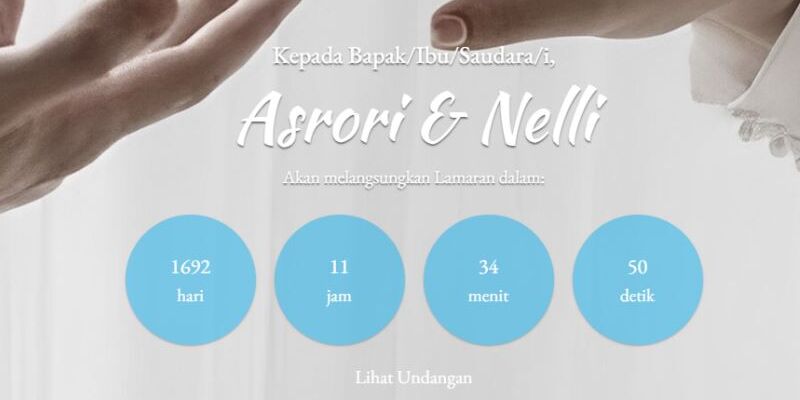 Kepada Bapak/Ibu/Saudara/i,
Asrori & Nelli
Akan melangsungkan Lamaran dalam:
1692
hari
11
jam
34
menit
50
detik
Lihat Undangan